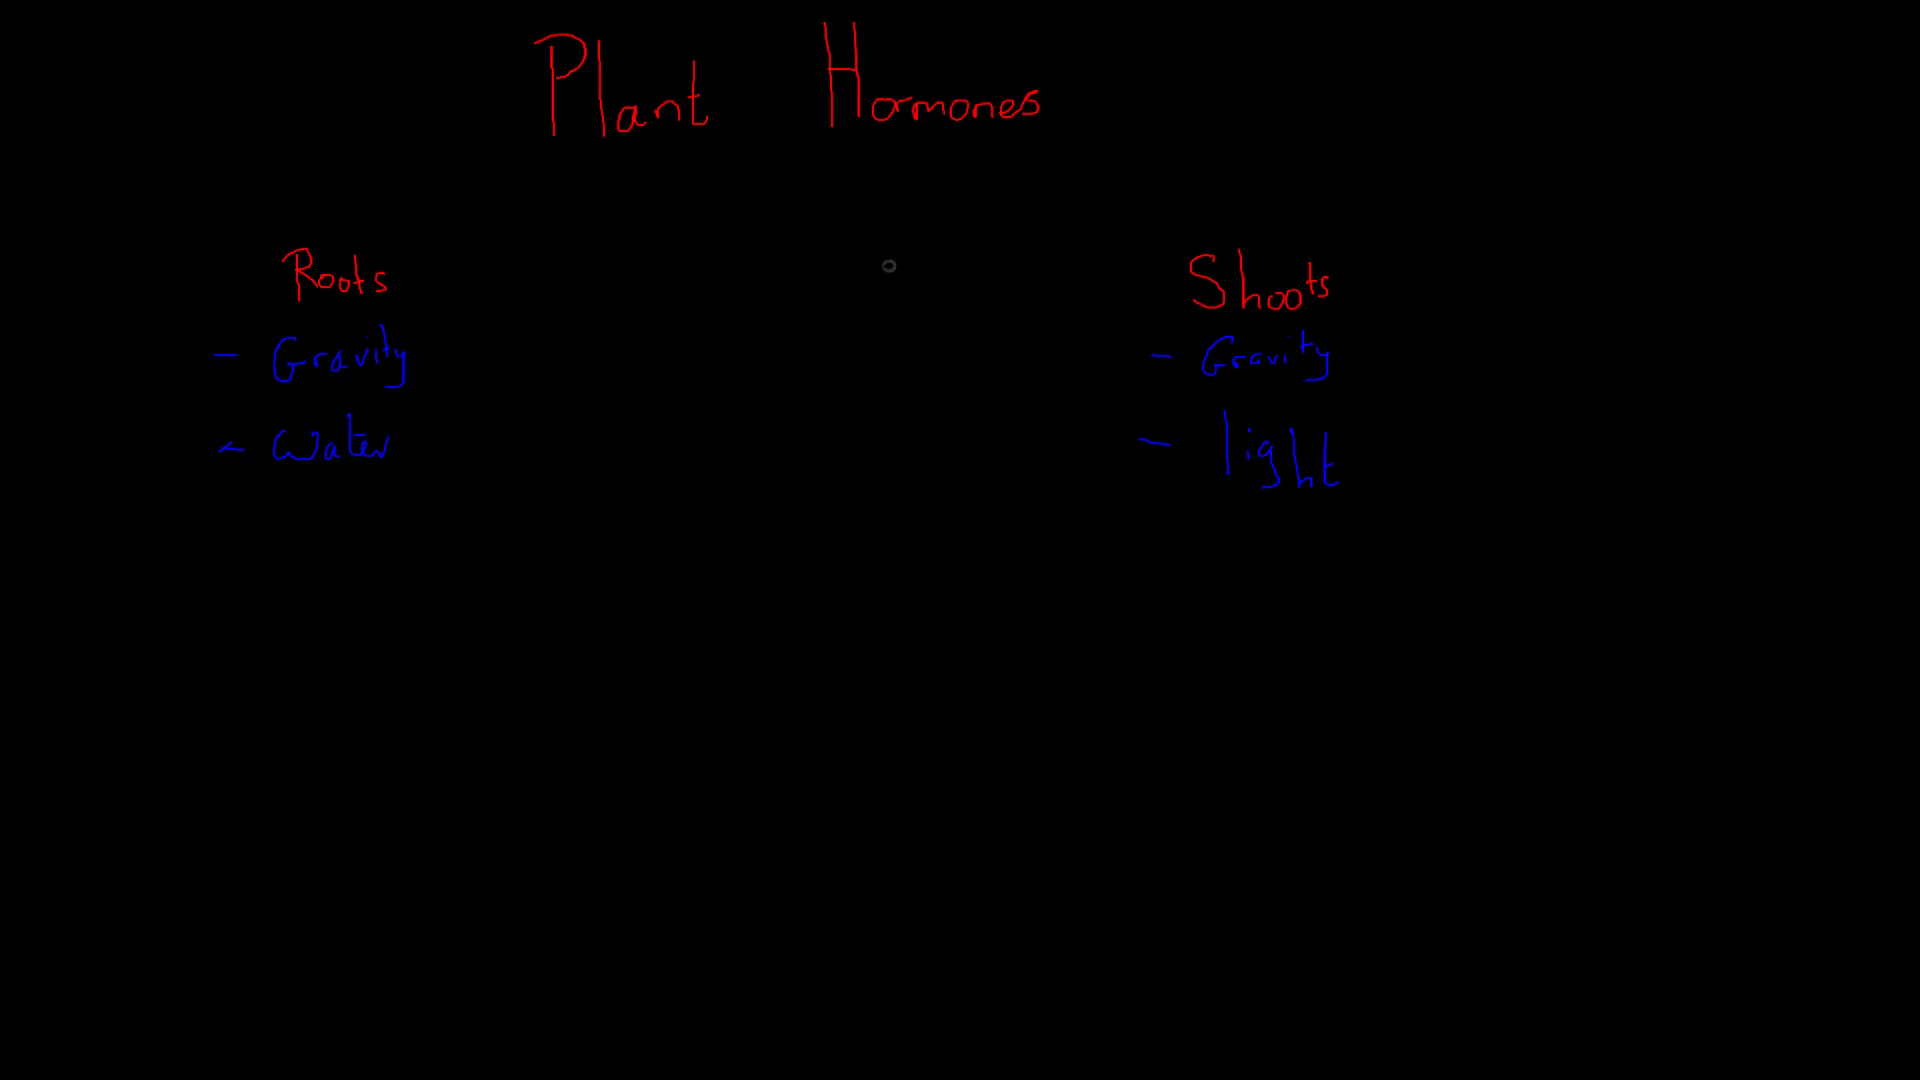 Plant Hormones
Roots
- Gravity
- Water
Shoots
- Gravity
- light